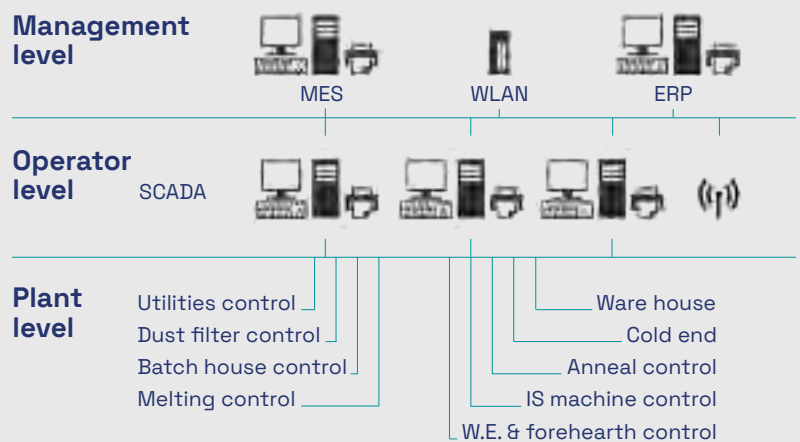 Management
level
MES
WLAN
ERP
Operator
level
SCADA
Plant
level
Utilities control
Dust filter control
Batch house control
Melting control
Ware house
Cold end
Anneal control
IS machine control
W.E. & forehearth control